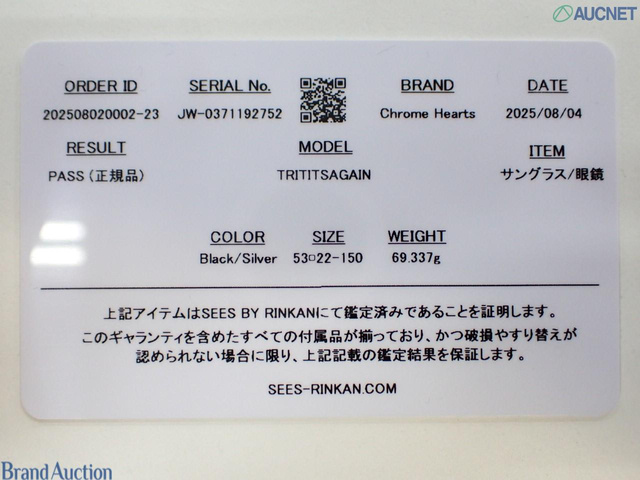 AUCNET
ORDER ID SERIAL No. BRAND DATE
202508020002-23 JW-0371192752 Chrome Hearts 2025/08/04
RESULT MODEL ITEM
PASS (正規品) TRITITSAGAIN サングラス/眼鏡
COLOR SIZE WEIGHT
Black/Silver 53□22-150 69.337g
上記アイテムはSEES BY RINKANにて鑑定済みであることを証明します。
このギャランティを含めたすべての付属品が揃っており、かつ破損やすり替えが
認められない場合に限り、上記記載の鑑定結果を保証します。
SEES-RINKAN.COM
Brand Auction